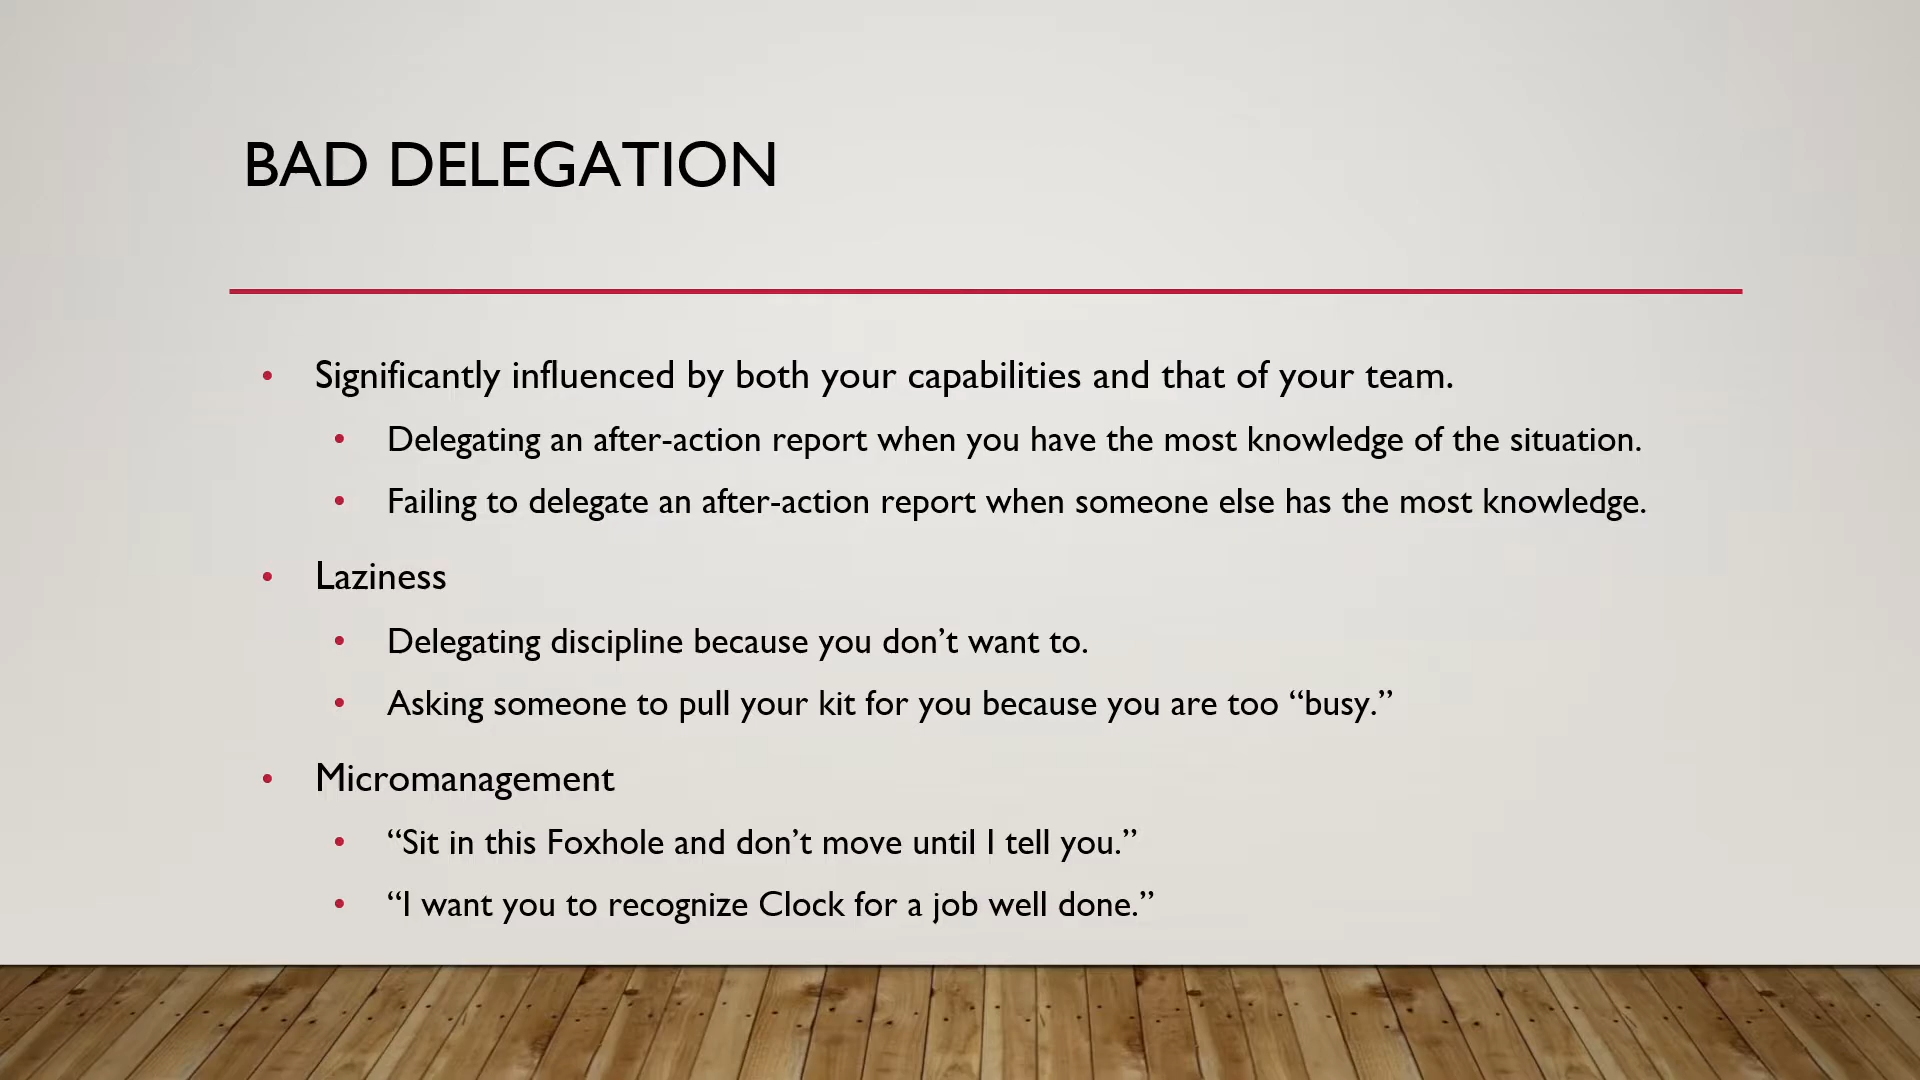 BAD DELEGATION
• Significantly influenced by both your capabilities and that of your team.
• Delegating an after-action report when you have the most knowledge of the situation.
• Failing to delegate an after-action report when someone else has the most knowledge.
• Laziness
• Delegating discipline because you don’t want to.
• Asking someone to pull your kit for you because you are too “busy.”
• Micromanagement
• “Sit in this Foxhole and don’t move until I tell you.”
• “I want you to recognize Clock for a job well done.”